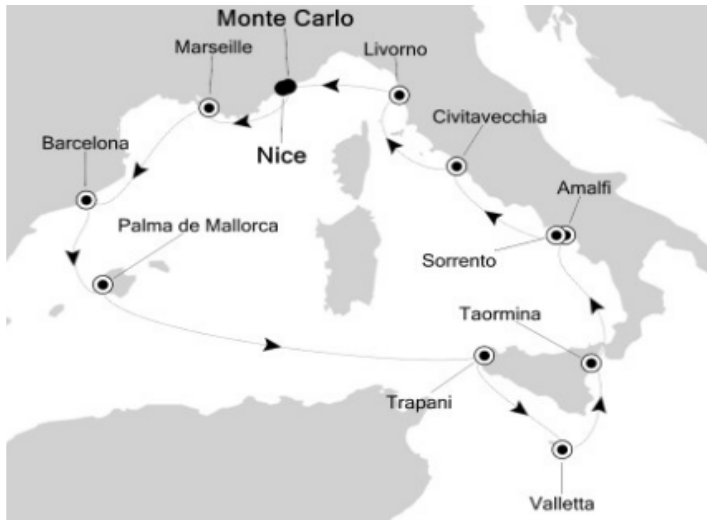 Monte Carlo
Marseille
Livorno
Civitavecchia
Barcelona
Nice
Amalfi
Palma de Mallorca
Sorrento
Taormina
Trapani
Valletta